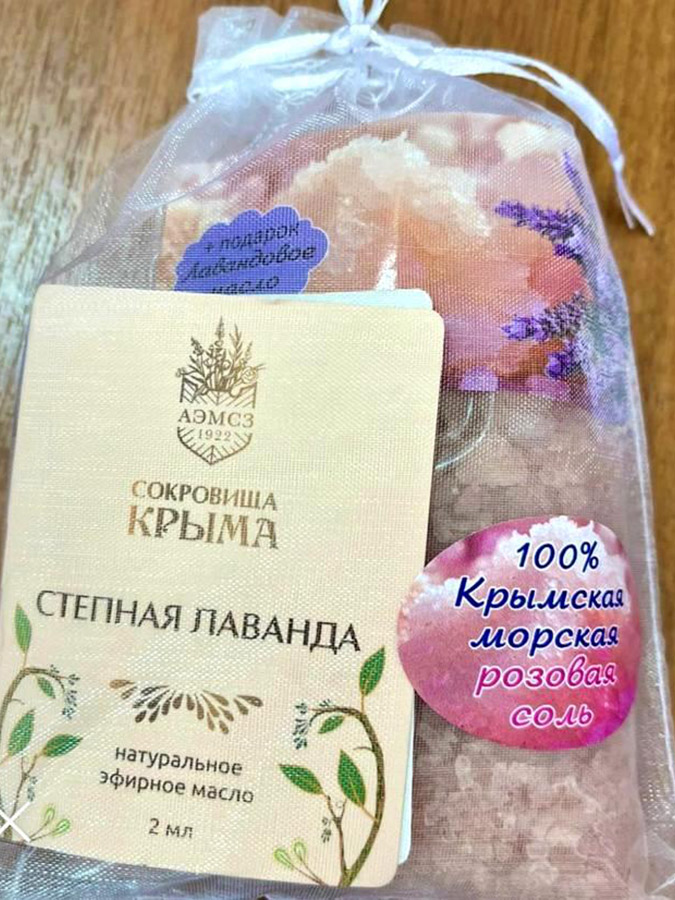 + подарок
Лавандовое
масло
АЭМСЗ
1922
СОКРОВИЩА
КРЫМА
СТЕПНАЯ ЛАВАНДА
натуральное
эфирное масло
2 мл
100%
Крымская
морская
розовая
соль